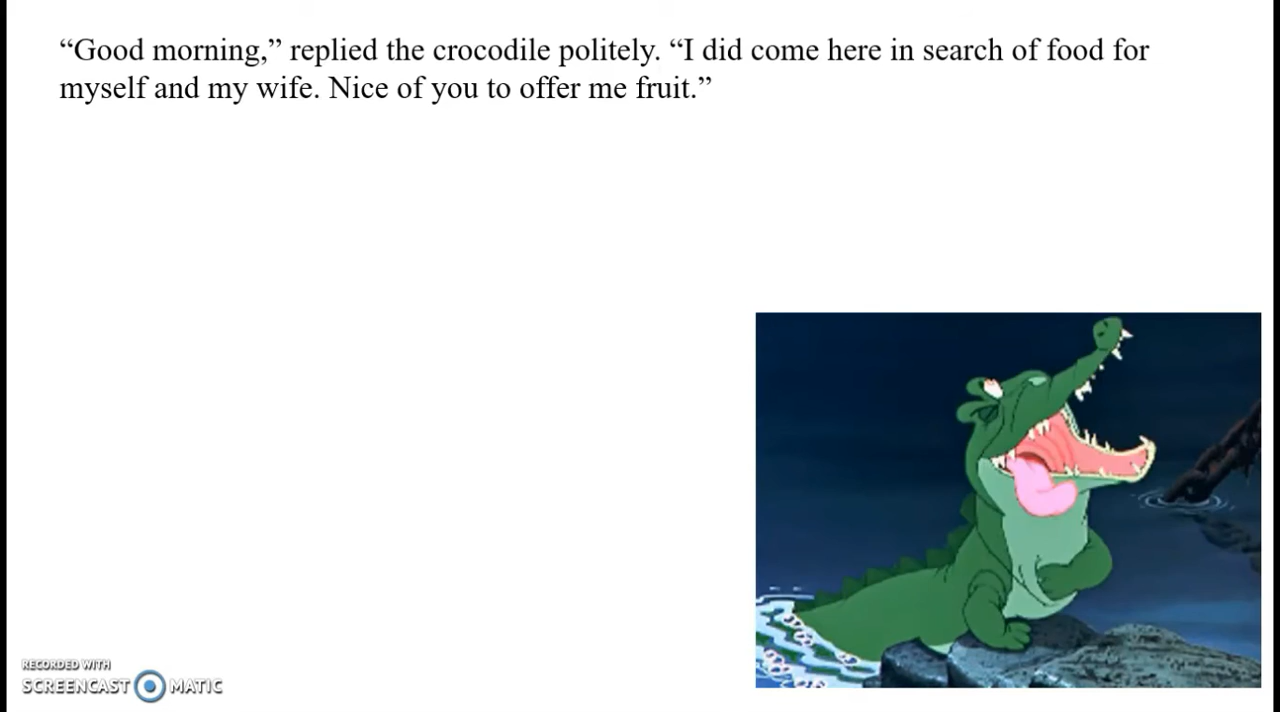 “Good morning,” replied the crocodile politely. “I did come here in search of food for
myself and my wife. Nice of you to offer me fruit.”
RECORDED WITH
SCREENCAST MATIC